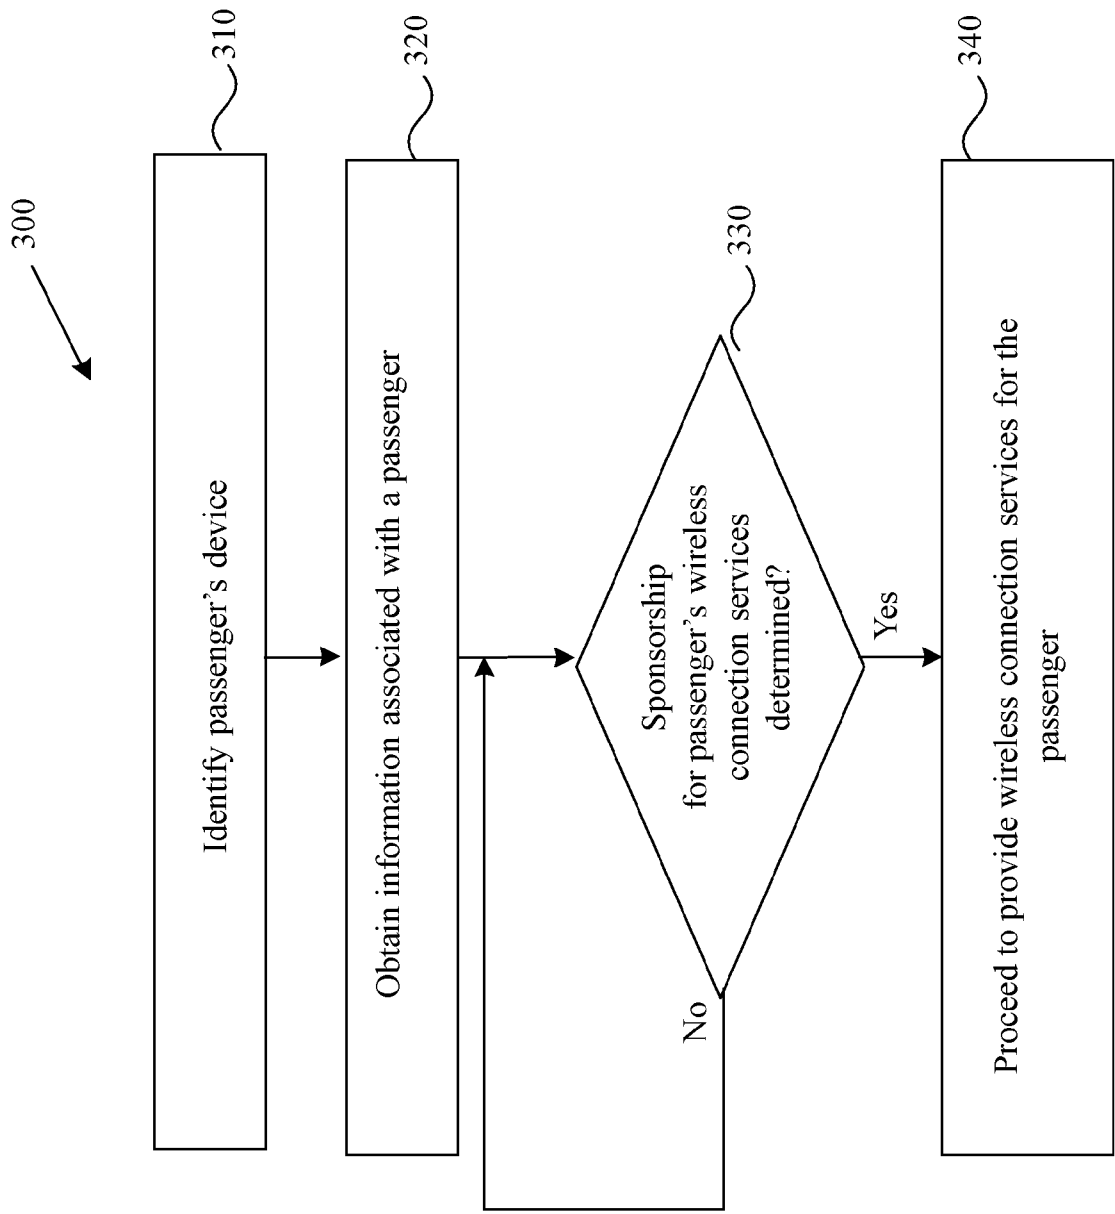 300
310
Identify passenger's device
320
Obtain information associated with a passenger
330
Sponsorship
for passenger's wireless
connection services
determined?
No
Yes
340
Proceed to provide wireless connection services for the
passenger